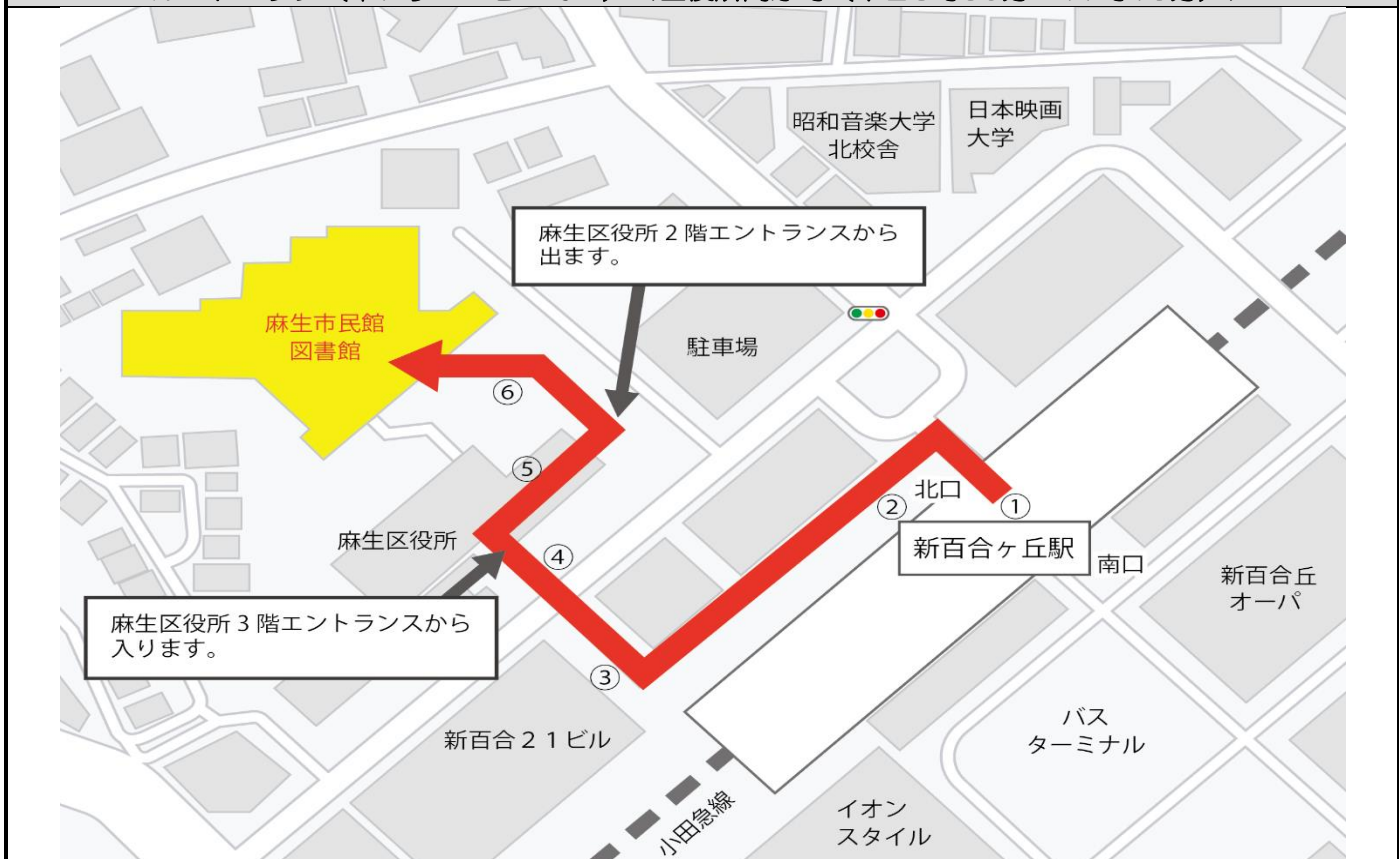 昭和音楽大学
北校舎
日本映画
大学
麻生区役所2階エントランスから
出ます。
麻生市民館
図書館
駐車場
⑥
⑤
②
北口
①
新百合ヶ丘駅
南口
麻生区役所
④
新百合丘
オーパ
麻生区役所3階エントランスから
入ります。
③
新百合21ビル
バス
ターミナル
小田急線
イオン
スタイル